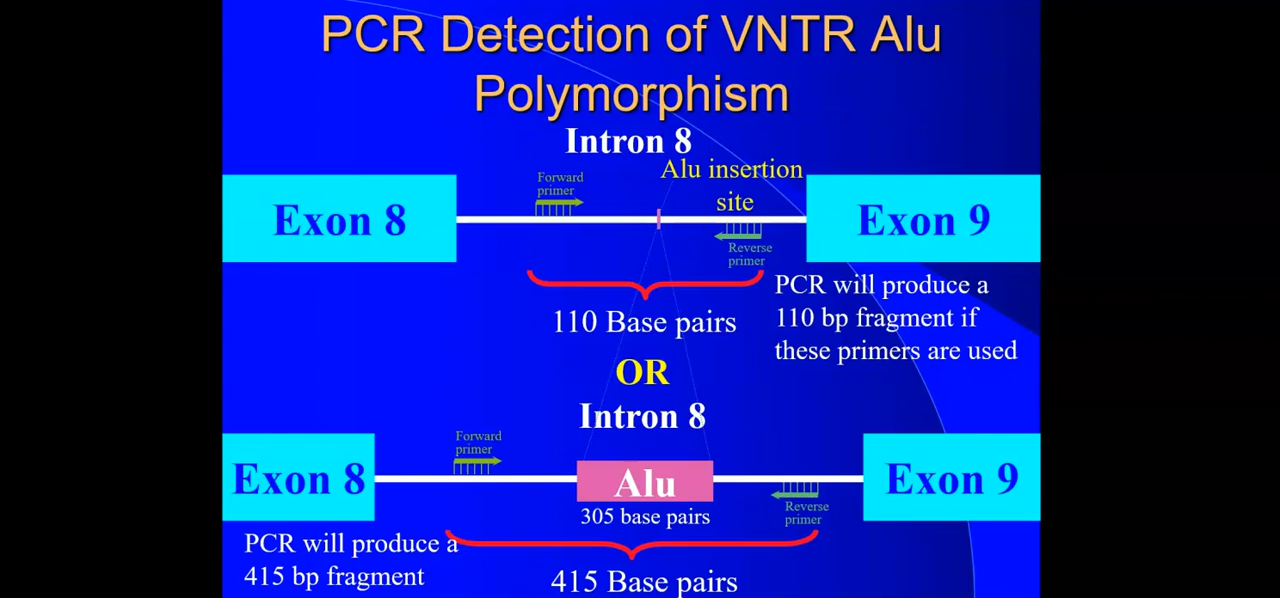 PCR Detection of VNTR Alu
Polymorphism
Intron 8
Alu insertion
site
Forward
primer
Exon 8
Exon 9
Reverse
primer
110 Base pairs
PCR will produce a
110 bp fragment if
these primers are used
OR
Intron 8
Forward
primer
Exon 8
Alu
Exon 9
305 base pairs
Reverse
primer
PCR will produce a
415 bp fragment
415 Base pairs